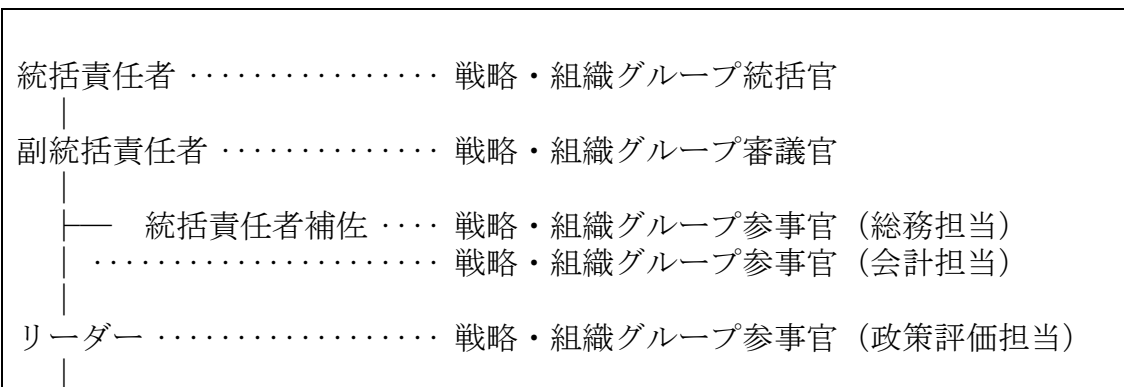 統括責任者 ················ 戦略・組織グループ統括官
副統括責任者 ·············· 戦略・組織グループ審議官
統括責任者補佐 ···· 戦略・組織グループ参事官（総務担当）
······················ 戦略・組織グループ参事官（会計担当）
リーダー ·················· 戦略・組織グループ参事官（政策評価担当）